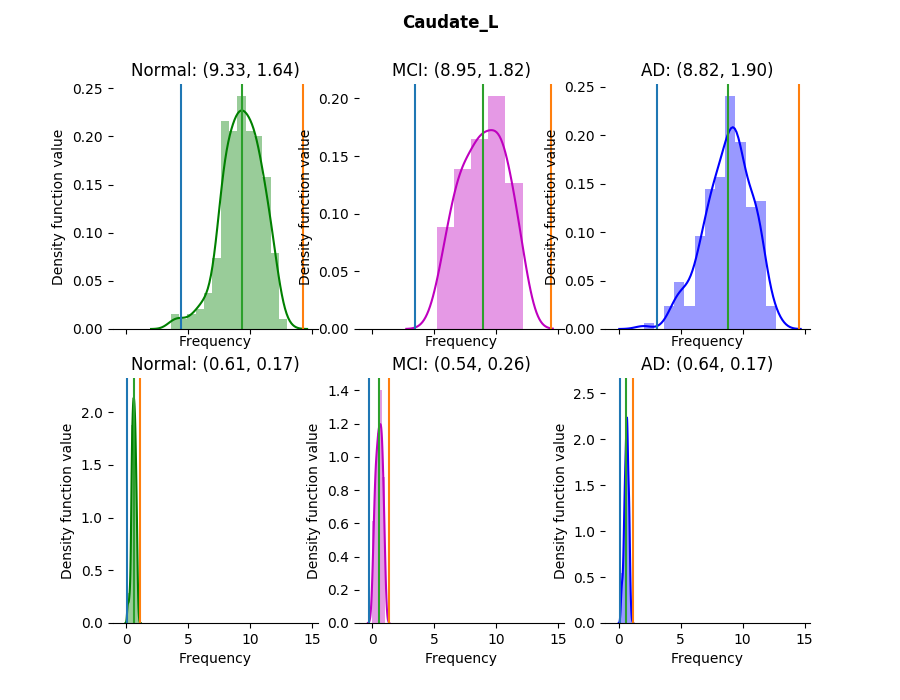 Caudate_L
Normal: (9.33, 1.64)
MCI: (8.95, 1.82)
AD: (8.82, 1.90)
Density function value
0.25
0.20
0.15
0.10
0.05
0.00
Frequency
Density function value
0.20
0.15
0.10
0.05
0.00
Frequency
Density function value
0.25
0.20
0.15
0.10
0.05
0.00
Frequency
Normal: (0.61, 0.17)
MCI: (0.54, 0.26)
AD: (0.64, 0.17)
Density function value
2.0
1.5
1.0
0.5
0.0
0 5 10 15
Frequency
Density function value
1.4
1.2
1.0
0.8
0.6
0.4
0.2
0.0
0 5 10 15
Frequency
Density function value
2.5
2.0
1.5
1.0
0.5
0.0
0 5 10 15
Frequency